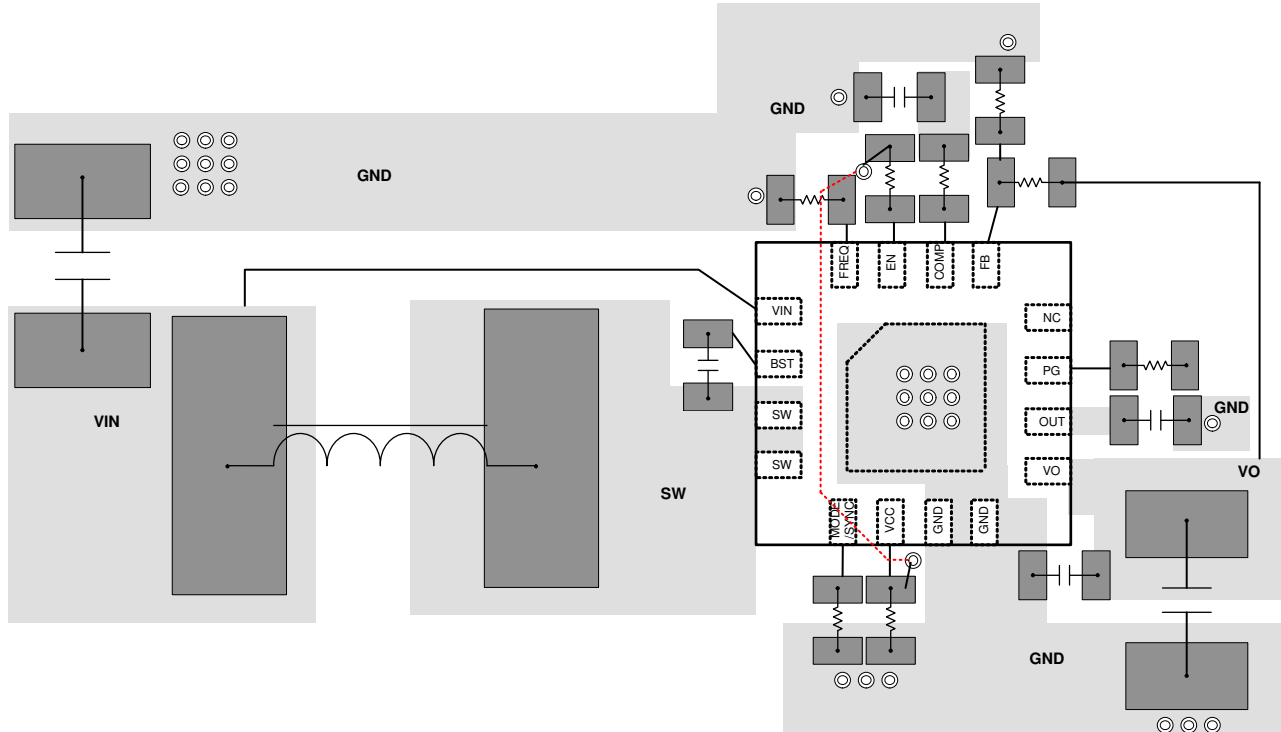 GND
GND
FREQ
EN
COMP
FB
VIN
NC
BST
PG
SW
OUT
GND
VIN
SW
VO
VO
SW
MODE
/SYNC
VCC
GND
GND
GND